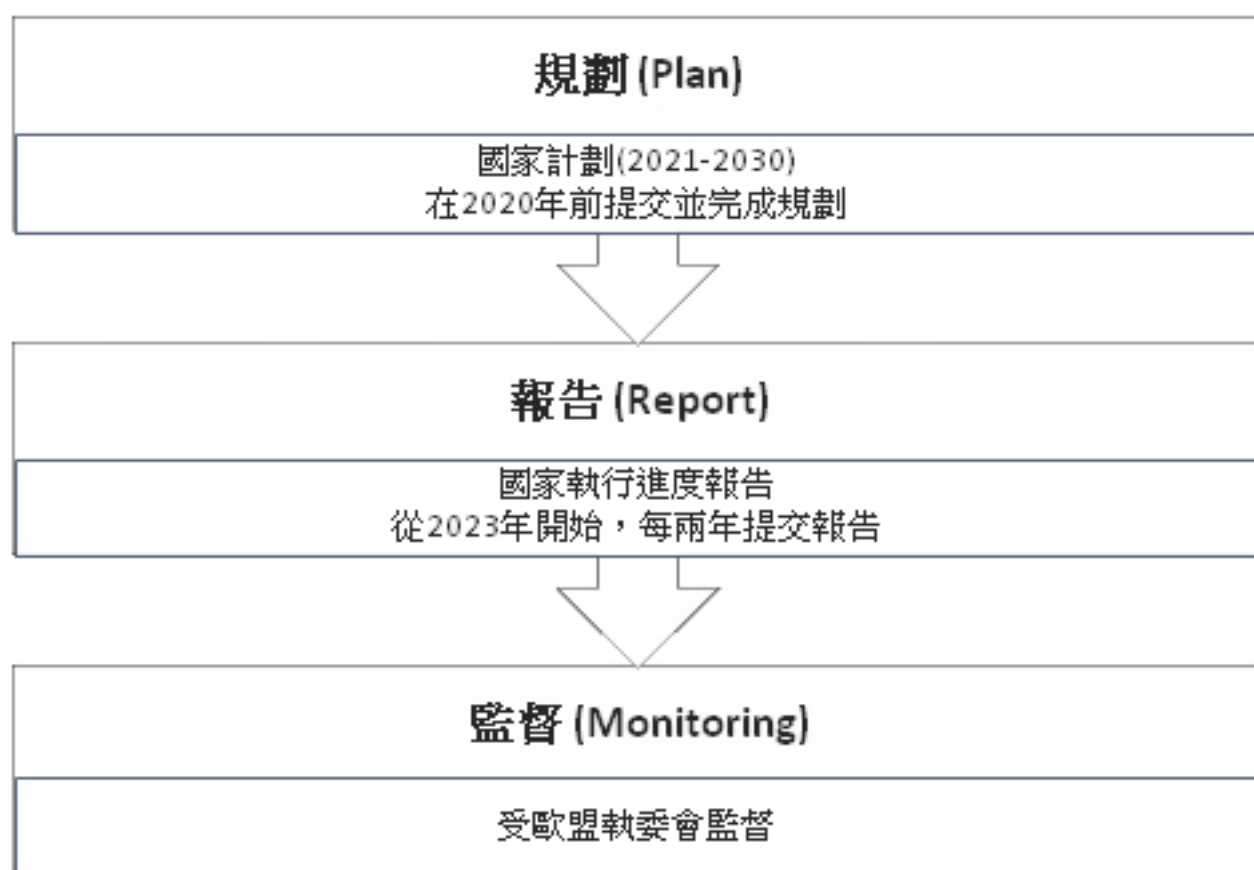 規劃 (Plan)
國家計劃(2021-2030)
在2020年前提交並完成規劃
報告 (Report)
國家執行進度報告
從2023年開始，每兩年提交報告
監督 (Monitoring)
受歐盟執委會監督